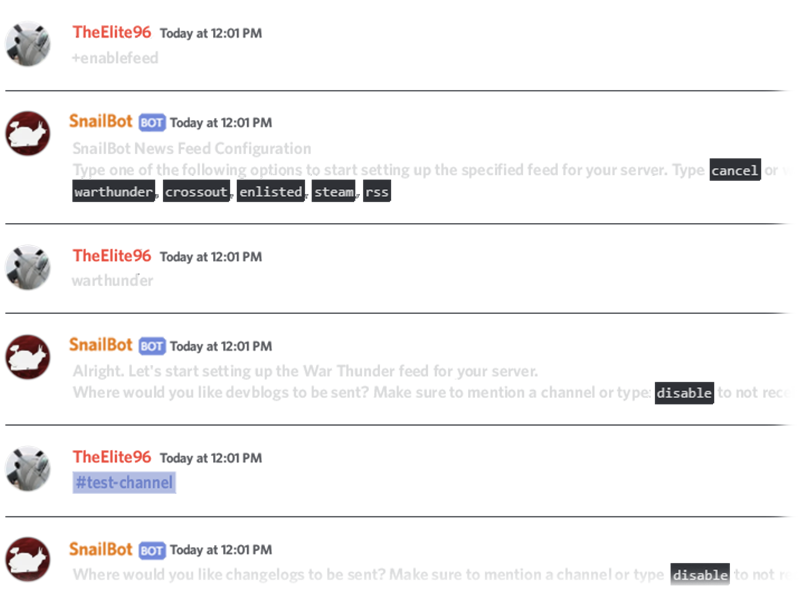 TheElite96 Today at 12:01 PM
+enablefeed
SnailBot BOT Today at 12:01 PM
SnailBot News Feed Configuration
Type one of the following options to start setting up the specified feed for your server. Type cancel or
warthunder, crossout, enlisted, steam, rss
TheElite96 Today at 12:01 PM
warthunder
SnailBot BOT Today at 12:01 PM
Alright. Let's start setting up the War Thunder feed for your server.
Where would you like devblogs to be sent? Make sure to mention a channel or type: disable to not
TheElite96 Today at 12:01 PM
#test-channel
SnailBot BOT Today at 12:01 PM
Where would you like changelogs to be sent? Make sure to mention a channel or type disable to not